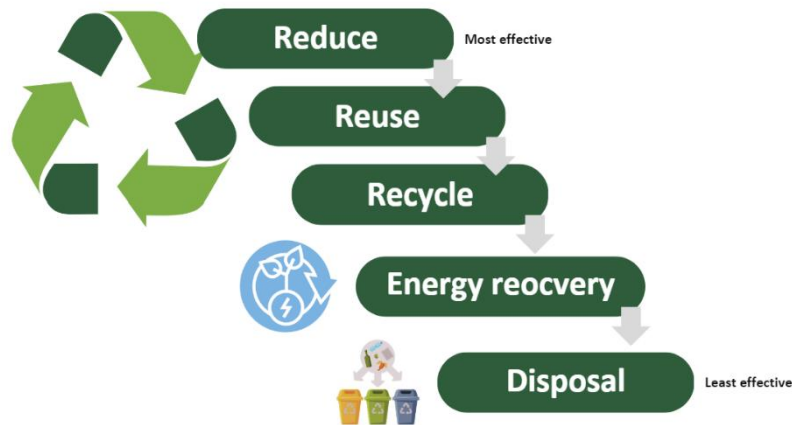 Reduce
Most effective
Reuse
Recycle
Energy reocvery
Disposal
Least effective